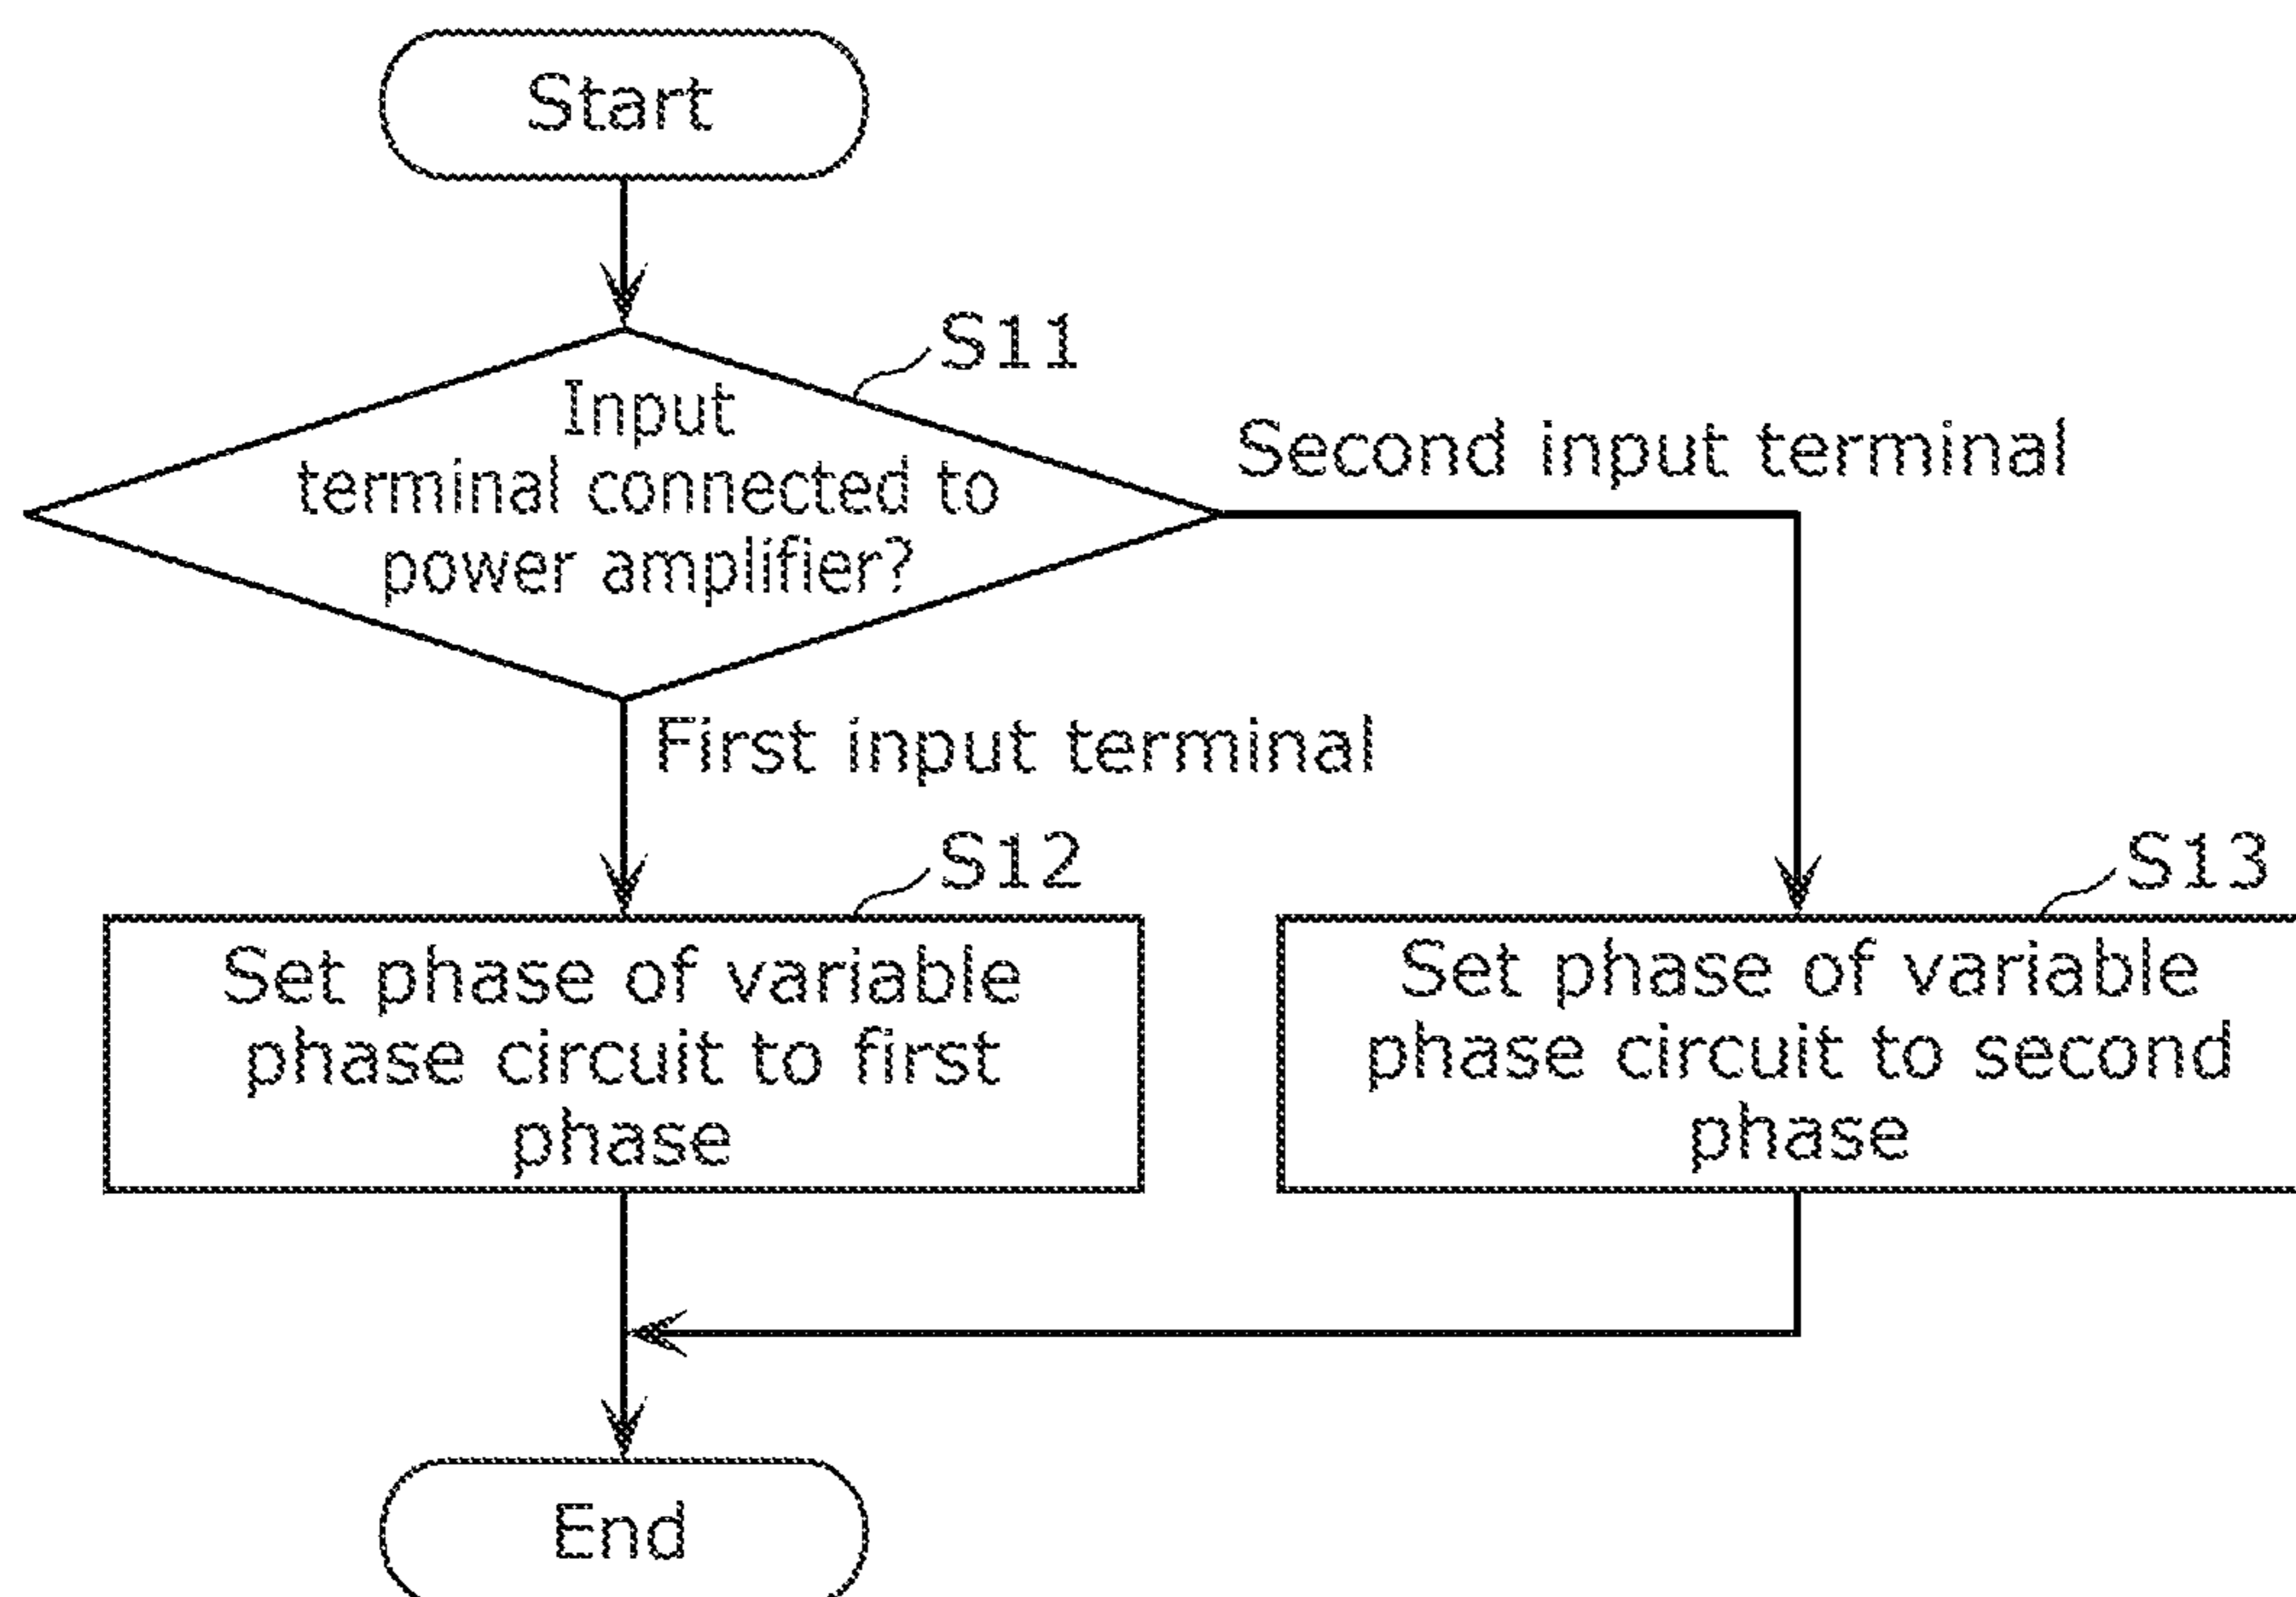 Start
S11
Input
terminal connected to
power amplifier?
Second input terminal
First input terminal
S12
Set phase of variable
phase circuit to first
phase
S13
Set phase of variable
phase circuit to second
phase
End